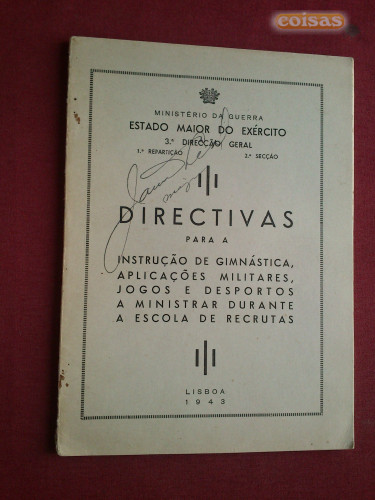 coisas
MINISTÉRIO DA GUERRA
ESTADO MAIOR DO EXÉRCITO
3.ª DIRECÇÃO GERAL
1.ª REPARTIÇÃO 3.ª SECÇÃO
DIRECTIVAS
PARA A
INSTRUÇÃO DE GIMNÁSTICA,
APLICAÇÕES MILITARES,
JOGOS E DESPORTOS
A MINISTRAR DURANTE
A ESCOLA DE RECRUTAS
LISBOA
1943